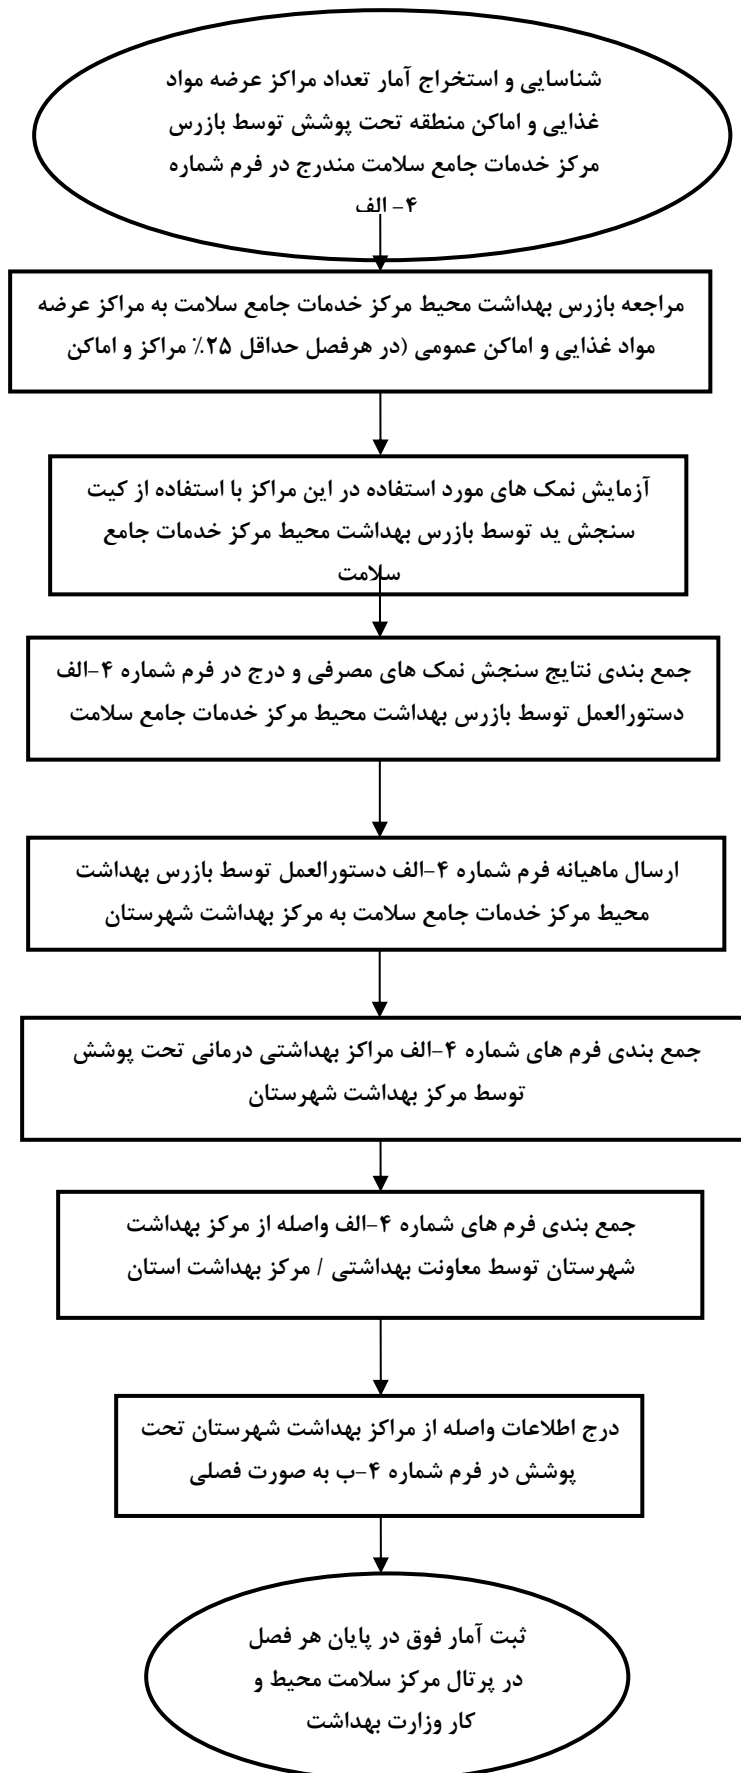 شناسایی و استخراج آمار تعداد مراکز عرضه مواد
غذایی و اماکن منطقه تحت پوشش توسط بازرس
مرکز خدمات جامع سلامت مندرج در فرم شماره
۴- الف
مراجعه بازرس بهداشت محیط مرکز خدمات جامع سلامت به مراکز عرضه
مواد غذایی و اماکن عمومی (در هرفصل حداقل ۲۵٪ مراکز و اماکن
آزمایش نمک های مورد استفاده در این مراکز با استفاده از کیت
سنجش ید توسط بازرس بهداشت محیط مرکز خدمات جامع
سلامت
جمع بندی نتایج سنجش نمک های مصرفی و درج در فرم شماره ۴-الف
دستورالعمل توسط بازرس بهداشت محیط مرکز خدمات جامع سلامت
ارسال ماهیانه فرم شماره ۴-الف دستورالعمل توسط بازرس بهداشت
محیط مرکز خدمات جامع سلامت به مرکز بهداشت شهرستان
جمع بندی فرم های شماره ۴-الف مراکز بهداشتی درمانی تحت پوشش
توسط مرکز بهداشت شهرستان
جمع بندی فرم های شماره ۴-الف واصله از مرکز بهداشت
شهرستان توسط معاونت بهداشتی / مرکز بهداشت استان
درج اطلاعات واصله از مراکز بهداشت شهرستان تحت
پوشش در فرم شماره ۴-ب به صورت فصلی
ثبت آمار فوق در پایان هر فصل
در پرتال مرکز سلامت محیط و
کار وزارت بهداشت